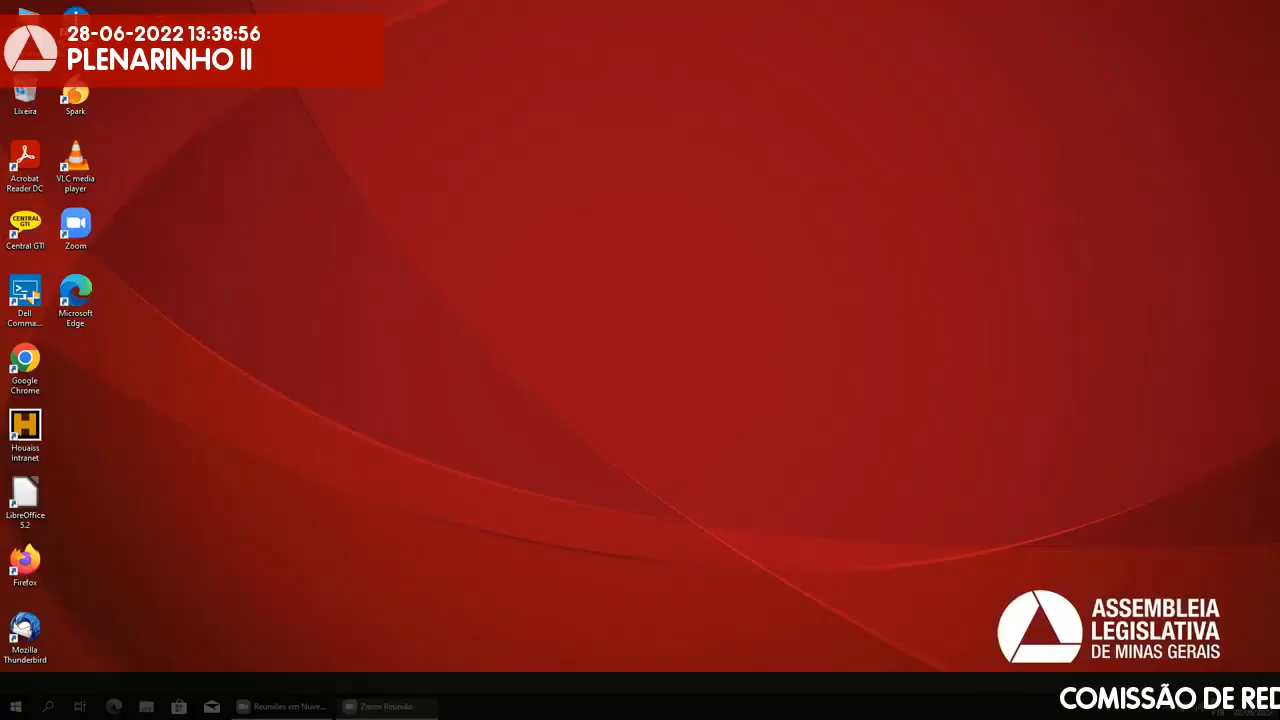 28-06-2022 13:38:56
PLENARINHO II
Lixeira
Spark
Acrobat
Reader DC
VLC media
player
CENTRAL
GTI
Central GTI
Zoom
Dell
Comma...
Microsoft
Edge
Google
Chrome
Houaiss
Intranet
LibreOffice
5.2
Firefox
Mozilla
Thunderbird
ASSEMBLEIA
LEGISLATIVA
DE MINAS GERAIS
Reuniões em Nuve...
Zoom Reunião
COMISSÃO DE RED